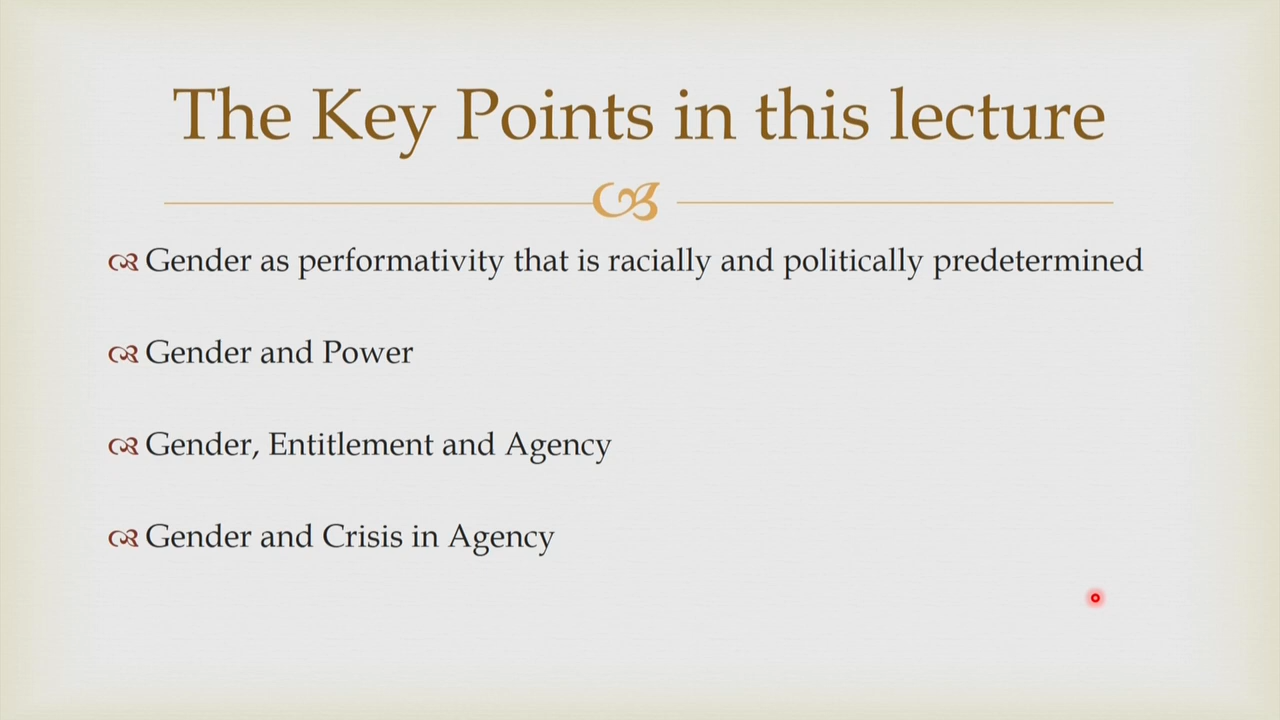 The Key Points in this lecture
Gender as performativity that is racially and politically predetermined
Gender and Power
Gender, Entitlement and Agency
Gender and Crisis in Agency